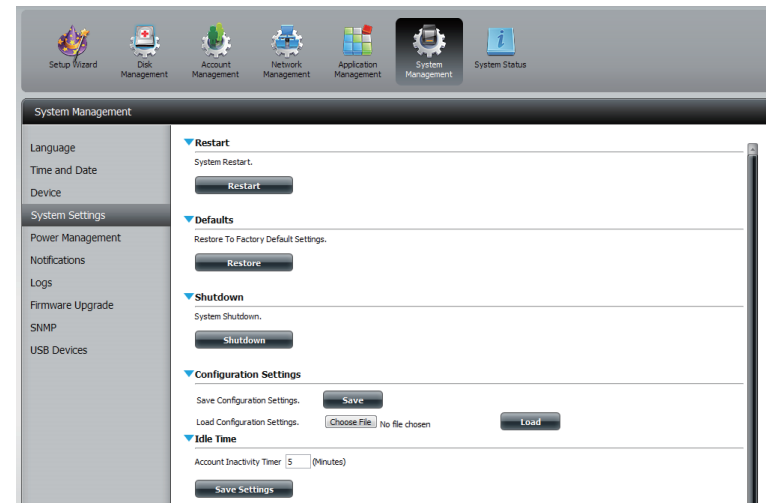 Setup Wizard
Disk Management
Account Management
Network Management
Application Management
System Management
System Status
System Management
Language
Time and Date
Device
System Settings
Power Management
Notifications
Logs
Firmware Upgrade
SNMP
USB Devices
Restart
System Restart.
Restart
Defaults
Restore To Factory Default Settings.
Restore
Shutdown
System Shutdown.
Shutdown
Configuration Settings
Save Configuration Settings. Save
Load Configuration Settings. Choose File No file chosen Load
Idle Time
Account Inactivity Timer 5 (Minutes)
Save Settings